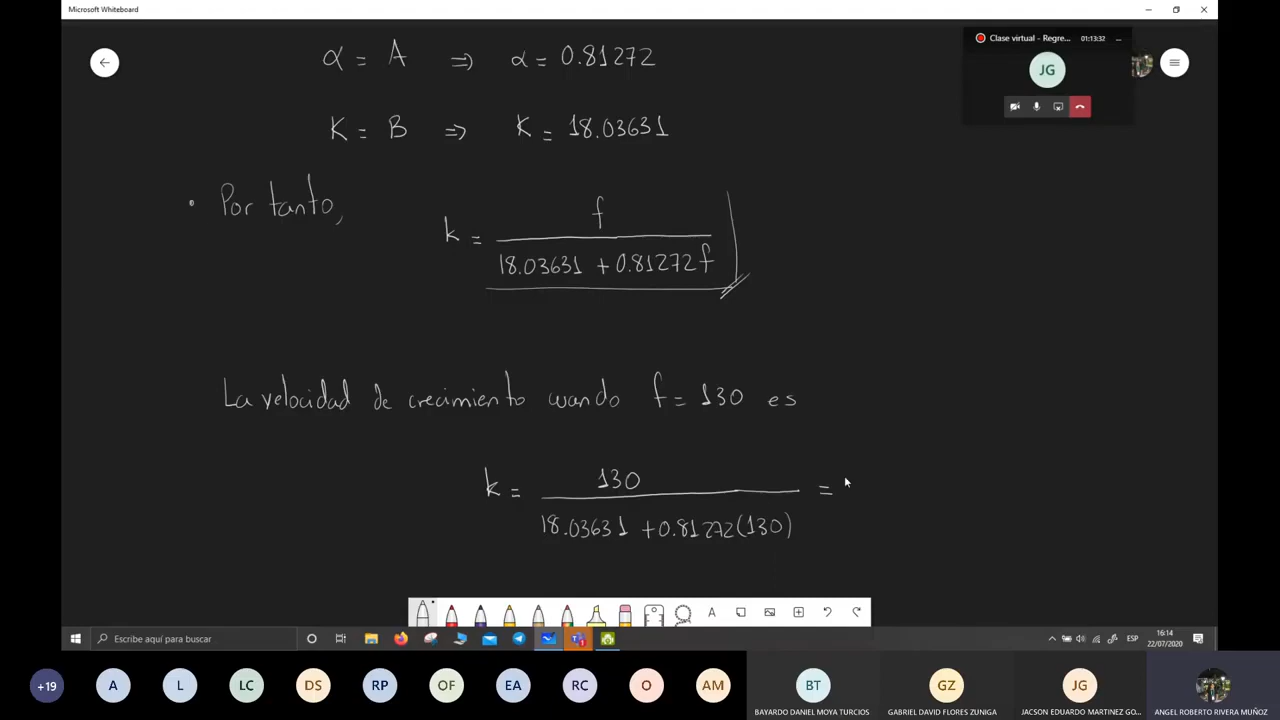 Microsoft Whiteboard
Clase virtual - Regre... 01:13:32
JG
α = A ⇒ α = 0.81272
K = B ⇒ K = 18.03631
• Por tanto,
k = f / (18.03631 + 0.81272f)
La velocidad de crecimiento cuando f = 130 es
k = 130 / (18.03631 + 0.81272(130)) =
A
Escribe aquí para buscar
ESP
16:14
22/07/2020
+19 A L LC DS RP OF EA RC O AM BT GZ JG
BAYARDO DANIEL MOYA TURCIOS GABRIEL DAVID FLORES ZUNIGA JACSON EDUARDO MARTINEZ GO... ANGEL ROBERTO RIVERA MUÑOZ